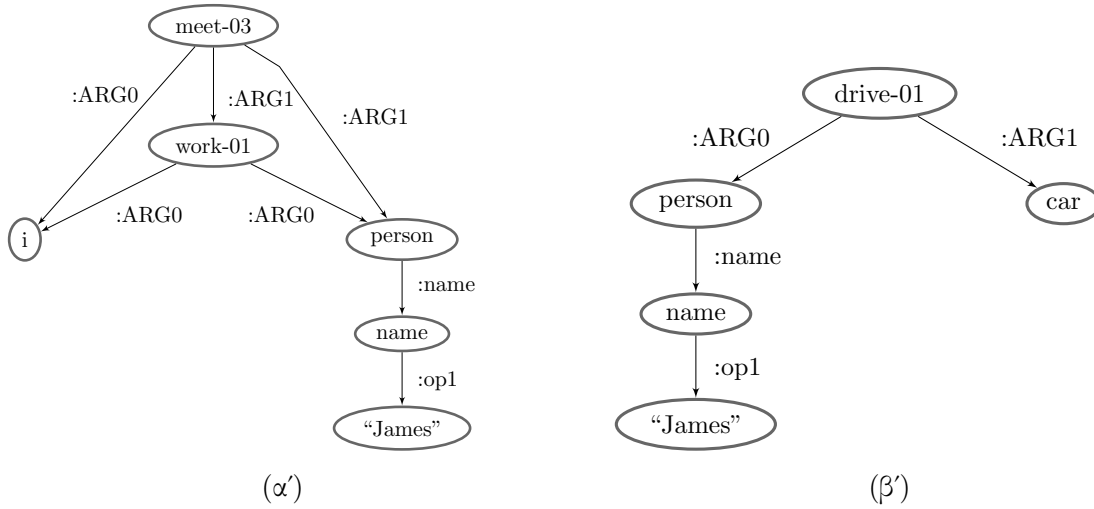 meet-03
:ARG0
:ARG1
:ARG1
work-01
:ARG0
:ARG0
i
person
:name
name
:op1
“James”
(α′)
drive-01
:ARG0
:ARG1
person
car
:name
name
:op1
“James”
(β′)